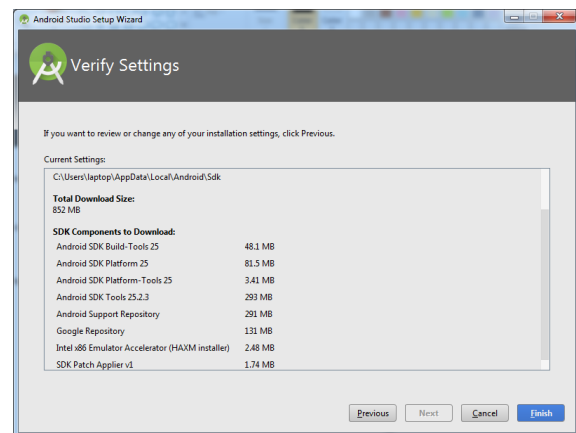 Android Studio Setup Wizard
Verify Settings
If you want to review or change any of your installation settings, click Previous.
Current Settings:
C:\Users\laptop\AppData\Local\Android\Sdk
Total Download Size:
852 MB
SDK Components to Download:
Android SDK Build-Tools 25 48.1 MB
Android SDK Platform 25 81.5 MB
Android SDK Platform-Tools 25 3.41 MB
Android SDK Tools 25.2.3 293 MB
Android Support Repository 291 MB
Google Repository 131 MB
Intel x86 Emulator Accelerator (HAXM installer) 2.48 MB
SDK Patch Applier v1 1.74 MB
Previous Next Cancel Finish